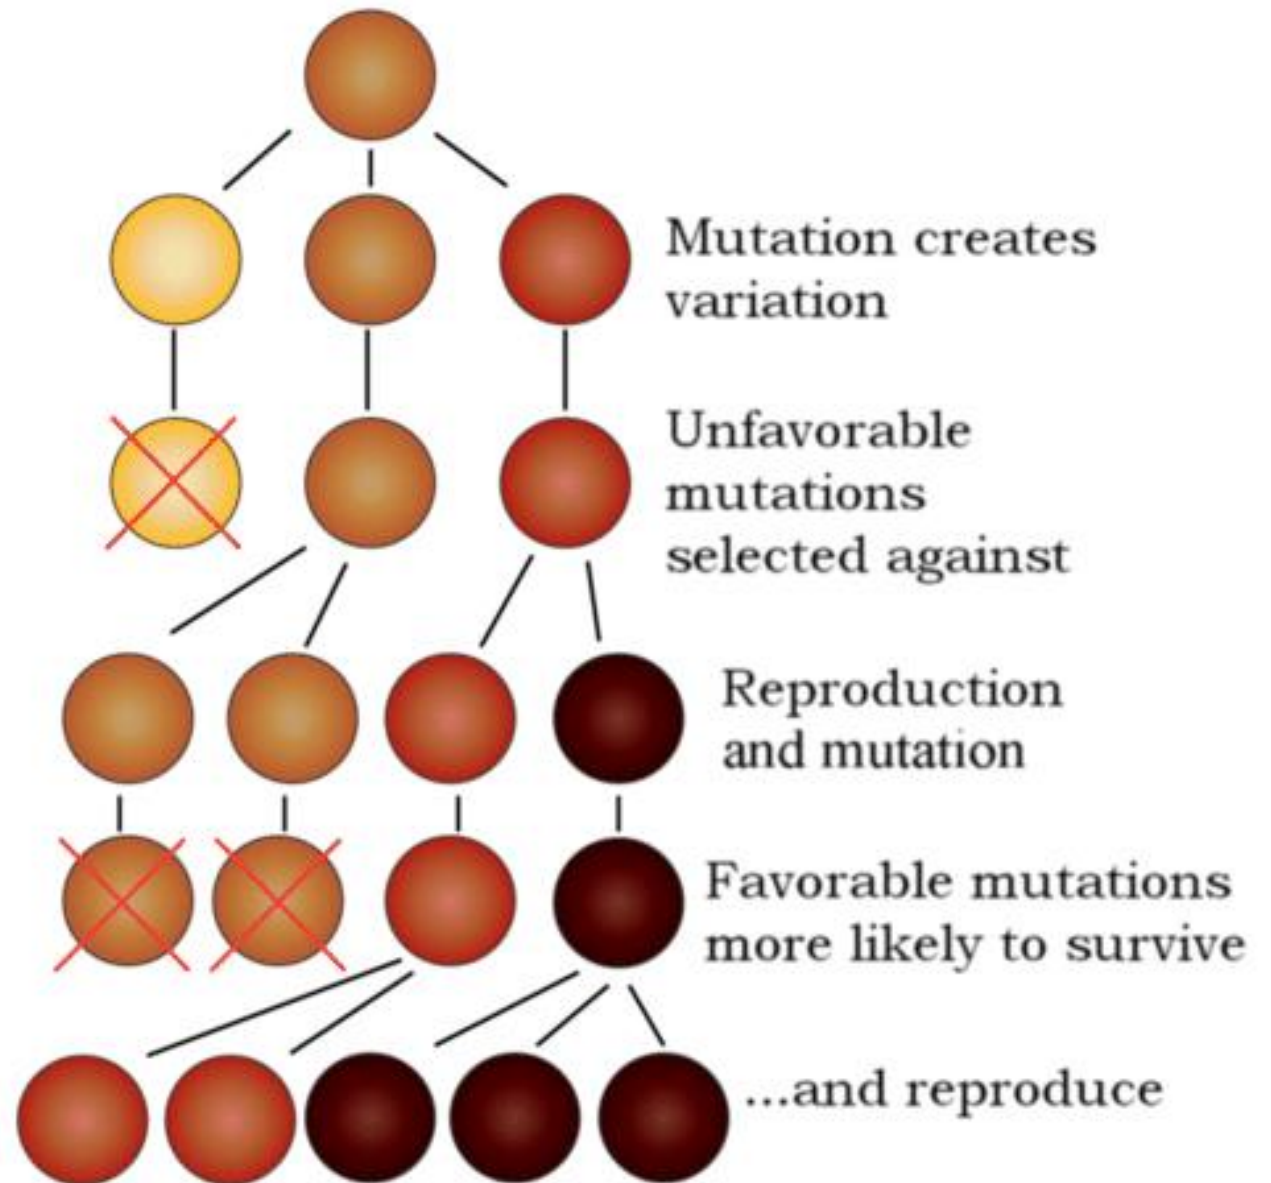 Mutation creates
variation
Unfavorable
mutations
selected against
Reproduction
and mutation
Favorable mutations
more likely to survive
...and reproduce